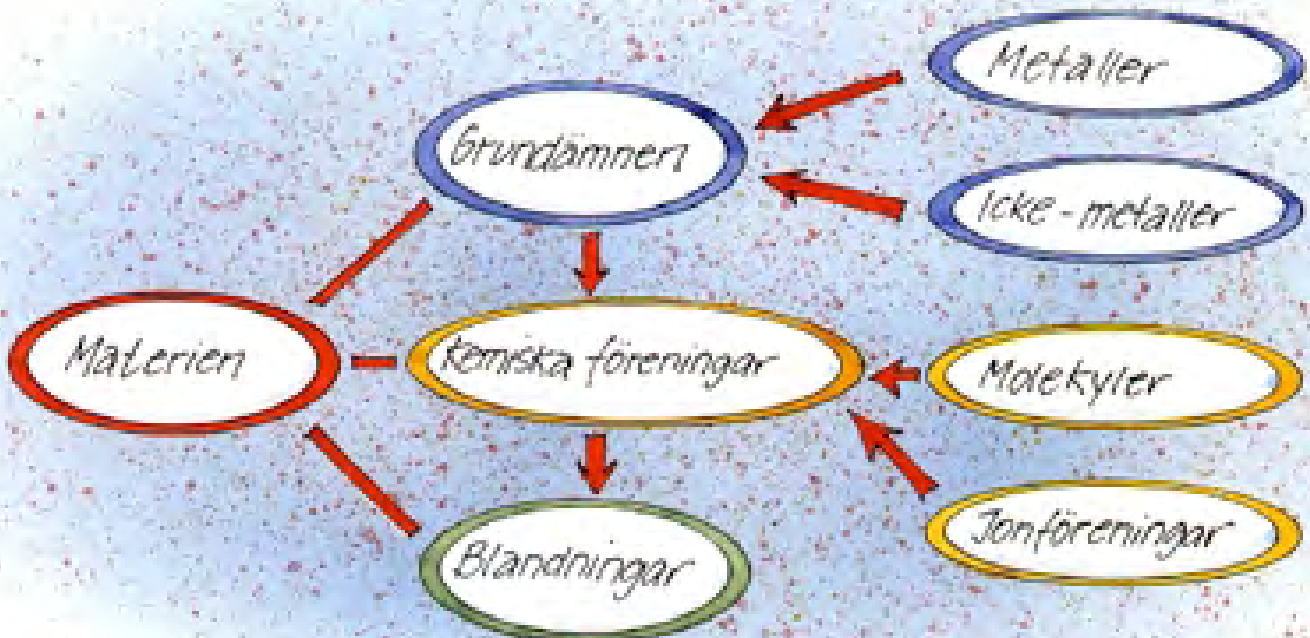 Metaller
Grundämnen
Icke-metaller
Materien
Kemiska föreningar
Molekyler
Jonföreningar
Blandningar